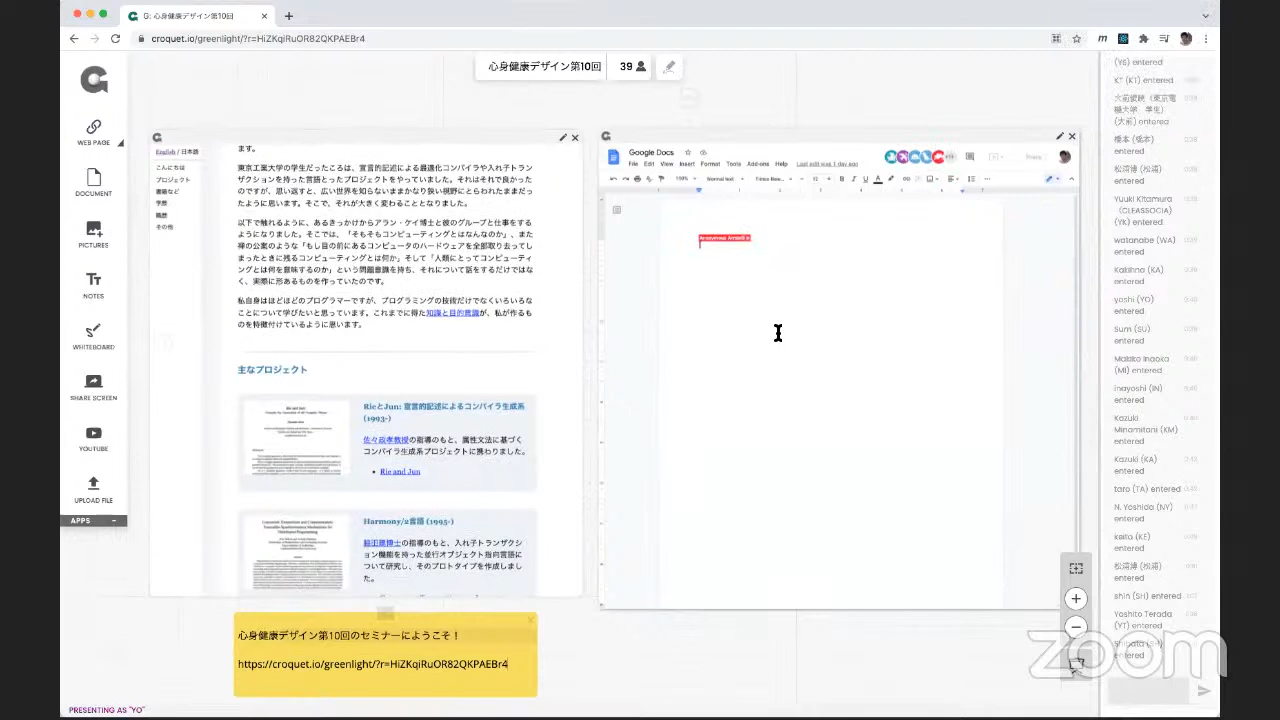 G: 心身健康デザイン第10回
croquet.io/greenlight/?r=HiZKqiRuOR82QKPAEBr4
心身健康デザイン第10回
39
WEB PAGE
DOCUMENT
PICTURES
NOTES
WHITEBOARD
SHARE SCREEN
YOUTUBE
UPLOAD FILE
APPS
English / 日本語
こんにちは
プロジェクト
書籍など
学歴
職歴
その他
ます。
東京工業大学の学生だったころは、宣言的記述による最適化コンパイラや入れ子トラン
ザクションを持った言語とったプロジェクトをやっていました。それはそれで良かった
のですが、思い返すと、広い世界を知らないままかなり狭い視野にとらわれたままだっ
たように思います。そこで、それが大きく変わることとなりました。
以下で触れるように、あるきっかけからアラン・ケイ博士と彼のグループと仕事をする
ようになりました。そこでは、「そもそもコンピューティングとはなんなのか」、また
禅の公案のような「もし目の前にあるコンピュータのハードウェア全部取り去ってし
まったときに残るコンピューティングとは何か」そして「人類にとってコンピューティ
ングとは何を意味するのか」という問題意識を持ち、それについて話をするだけではな
く、実際に形あるものを作っていたのです。
私自身はほどほどのプログラマーですが、プログラミングの技術だけでなくいろいるな
ことについて学びたいと思っています。これまでに得た知識と目的意識が、私が作るも
のを特徴付けているように思います。
主なプロジェクト
Rie and Jun
RieとJun: 宣言的記述によるコンパイラ生成系
(1993-)
佐々政孝教授の指導のもと、属性文法に基づく
コンパイラ生成系プロジェクトに携わりました。
Rie and Jun
Harmony/2言語 (1995-)
脇田建博士の指導のもと、入れ子トランザクシ
ョン機能を持った並行オブジェクト指向言語に
ついて研究し、そのプロトタイプを作成しまし
た。
Google Docs
File Edit View Insert Format Tools Add-ons Help Last edit was 1 day ago
Share
100% Normal text Times New... 12 B I U A
心身健康デザイン第10回のセミナーにようこそ！
https://croquet.io/greenlight/?r=HiZKqiRuOR82QKPAEBr4
PRESENTING AS "YO"
(Y6) entered
KT (KT) entered
(大前) entered
橋本 (橋本)
entered
松浦博 (松浦)
entered
Yuuki Kitamura
(CLEASSOCIA)
(YK) entered
watanabe (WA)
entered
Kakihna (KA)
entered
yoshi (YO)
entered
Sum (SU)
entered
Makiko Inaoka
(MI) entered
inayoshi (IN)
entered
Kazuki
Minamitani (KM)
entered
Kazuki (KA)
entered
taro (TA) entered
N. Yoshida (NY)
entered
kaita (KE)
entered
松浦博 (松浦)
entered
shin (SH) entered
Yoshito Terada
(YT) entered
entered
zoom